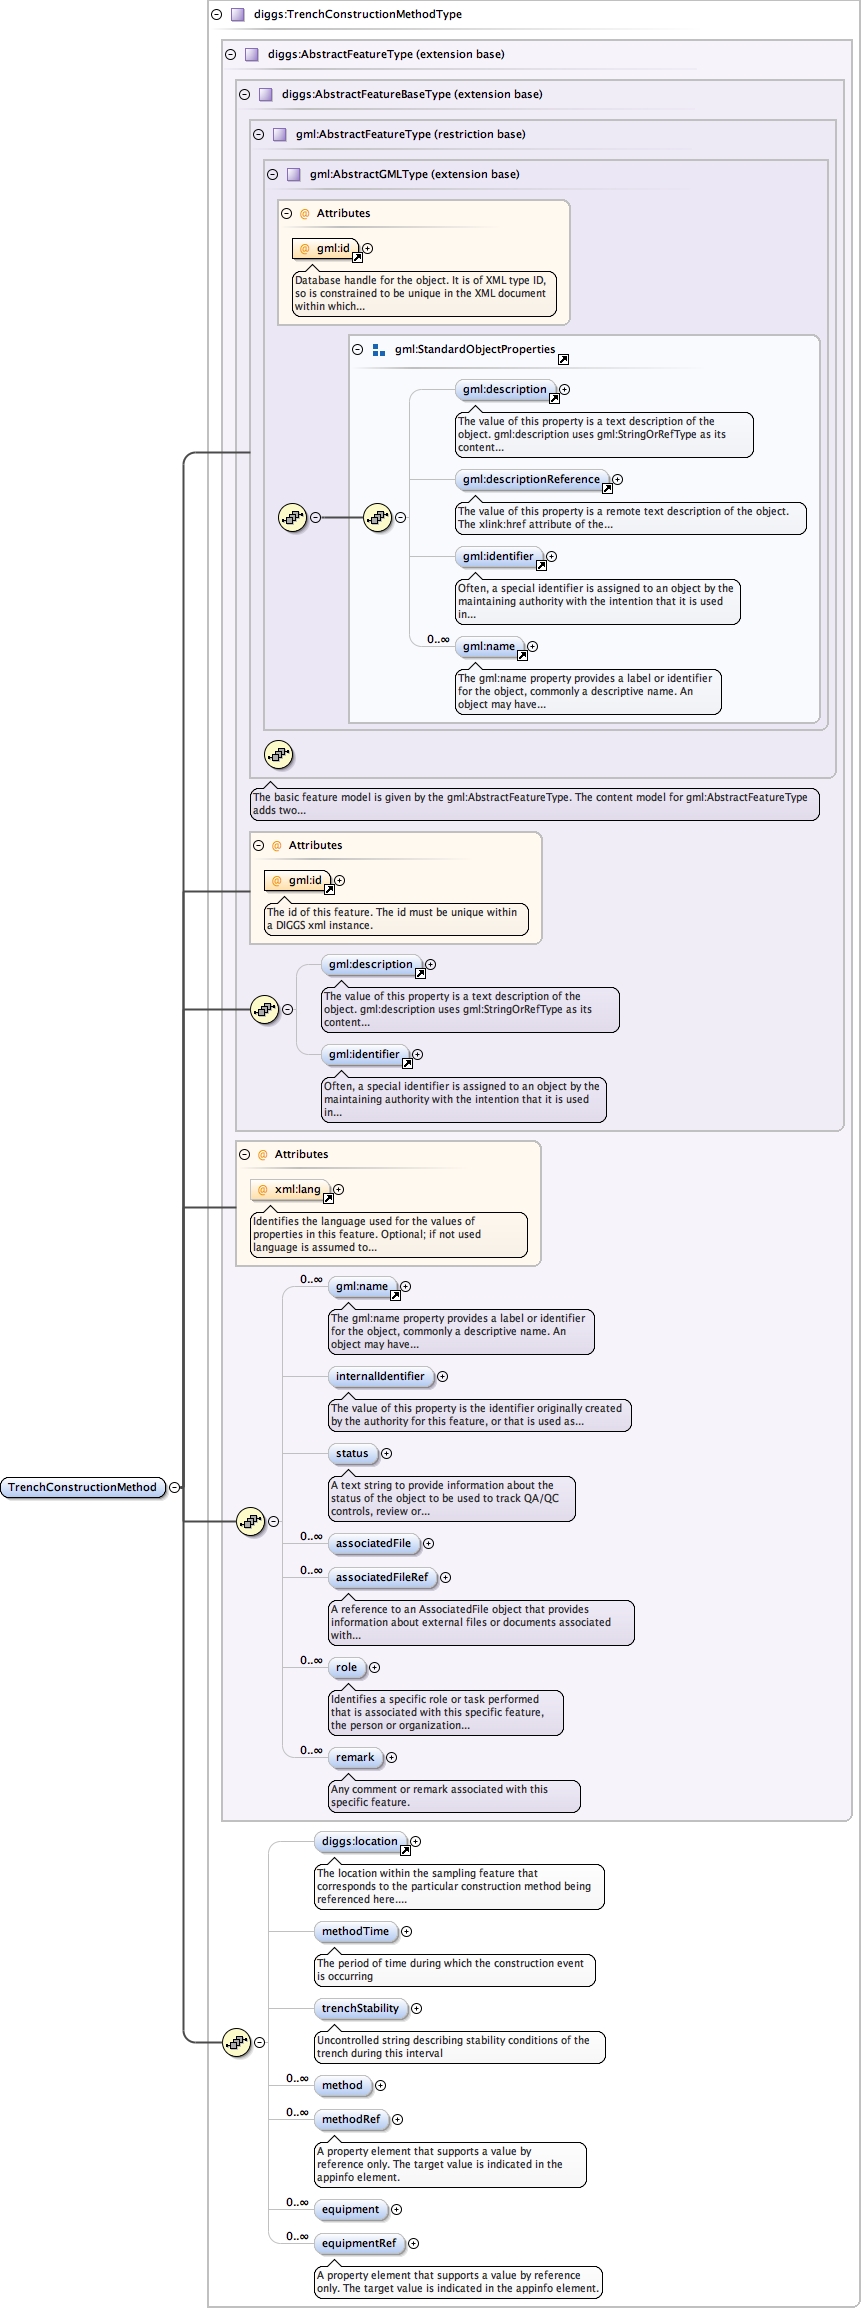 diggs:TrenchConstructionMethodType
diggs:AbstractFeatureType (extension base)
diggs:AbstractFeatureBaseType (extension base)
gml:AbstractFeatureType (restriction base)
gml:AbstractGMLType (extension base)
@ Attributes
@ gml:id
Database handle for the object. It is of XML type ID,
so is constrained to be unique in the XML document
within which...
gml:StandardObjectProperties
gml:description
The value of this property is a text description of the
object. gml:description uses gml:StringOrRefType as its
content...
gml:descriptionReference
The value of this property is a remote text description of the object.
The xlink:href attribute of the...
gml:identifier
Often, a special identifier is assigned to an object by the
maintaining authority with the intention that it is used
in...
0..∞
gml:name
The gml:name property provides a label or identifier
for the object, commonly a descriptive name. An
object may have...
The basic feature model is given by the gml:AbstractFeatureType. The content model for gml:AbstractFeatureType
adds two...
@ Attributes
@ gml:id
The id of this feature. The id must be unique within
a DIGGS xml instance.
gml:description
The value of this property is a text description of the
object. gml:description uses gml:StringOrRefType as its
content...
gml:identifier
Often, a special identifier is assigned to an object by the
maintaining authority with the intention that it is used
in...
@ Attributes
@ xml:lang
Identifies the language used for the values of
properties in this feature. Optional; if not used
language is assumed to...
0..∞
gml:name
The gml:name property provides a label or identifier
for the object, commonly a descriptive name. An
object may have...
internalIdentifier
The value of this property is the identifier originally created
by the authority for this feature, or that is used as...
status
A text string to provide information about the
status of the object to be used to track QA/QC
controls, review or...
TrenchConstructionMethod
0..∞
associatedFile
0..∞
associatedFileRef
A reference to an AssociatedFile object that provides
information about external files or documents associated
with...
0..∞
role
Identifies a specific role or task performed
that is associated with this specific feature,
the person or organization...
0..∞
remark
Any comment or remark associated with this
specific feature.
diggs:location
The location within the sampling feature that
corresponds to the particular construction method being
referenced here....
methodTime
The period of time during which the construction event
is occurring
trenchStability
Uncontrolled string describing stability conditions of the
trench during this interval
0..∞
method
0..∞
methodRef
A property element that supports a value by
reference only. The target value is indicated in the
appinfo element.
0..∞
equipment
0..∞
equipmentRef
A property element that supports a value by reference
only. The target value is indicated in the appinfo element.